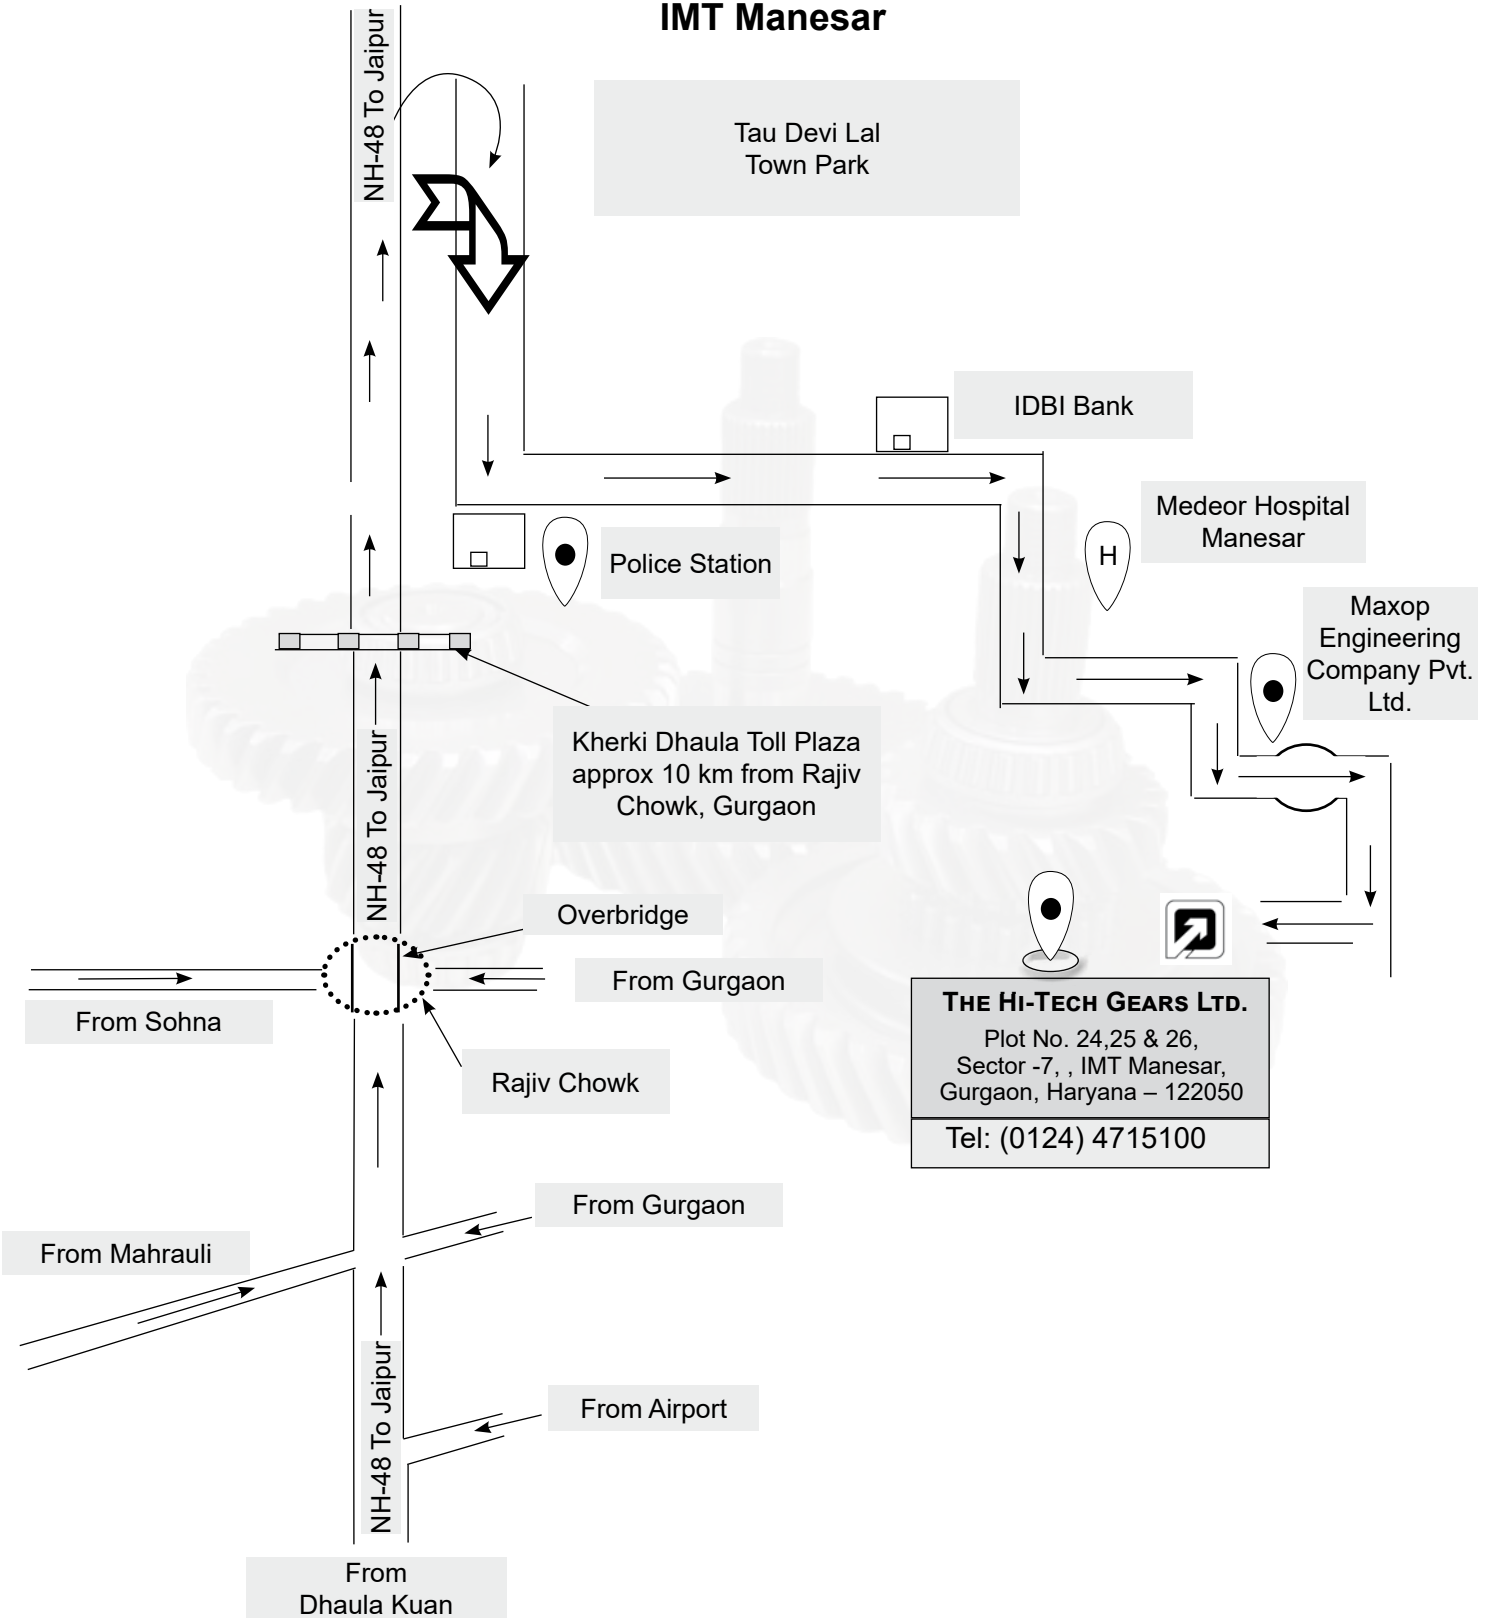 IMT Manesar
NH-48 To Jaipur
Tau Devi Lal
Town Park
IDBI Bank
Medeor Hospital
Manesar
H
Police Station
Maxop
Engineering
Company Pvt.
Ltd.
Kherki Dhaula Toll Plaza
approx 10 km from Rajiv
Chowk, Gurgaon
NH-48 To Jaipur
Overbridge
From Gurgaon
From Sohna
Rajiv Chowk
THE HI-TECH GEARS LTD.
Plot No. 24,25 & 26,
Sector -7, , IMT Manesar,
Gurgaon, Haryana – 122050
Tel: (0124) 4715100
From Gurgaon
From Mahrauli
NH-48 To Jaipur
From Airport
From
Dhaula Kuan